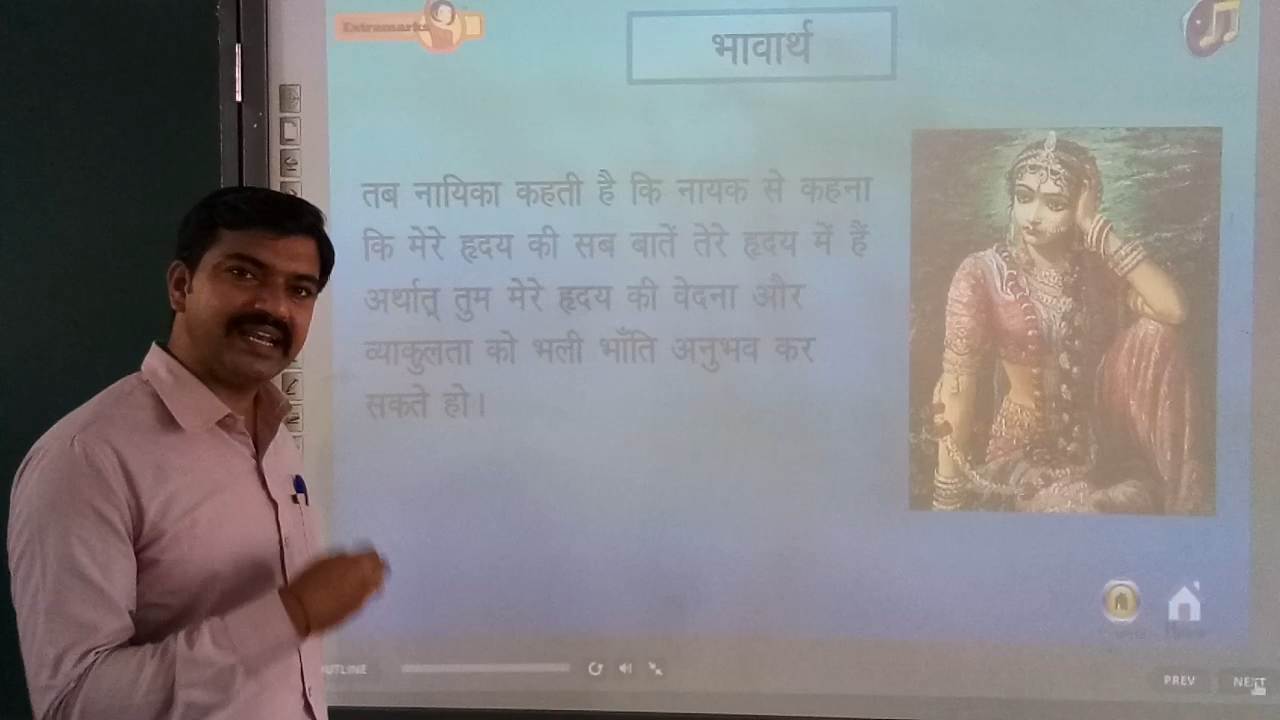 Extramarks
भावार्थ
तब नायिका कहती है कि नायक से कहना
कि मेरे हृदय की सब बातें तेरे हृदय में हैं
अर्थात् तुम मेरे हृदय की वेदना और
व्याकुलता को भली भाँति अनुभव कर
सकते हो।
PREV
NEXT